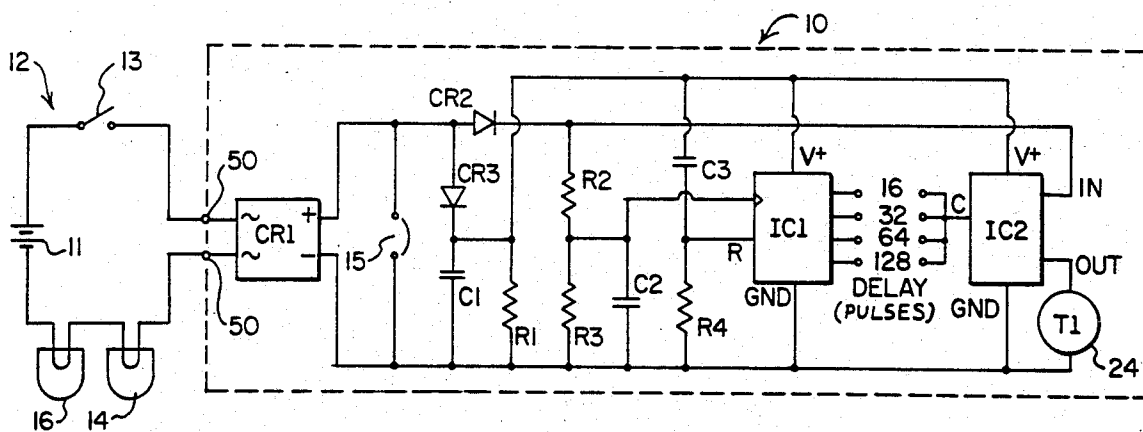 10
12
13
CR2
50
V+
V+
CR3
C3
IN
R2
~
+
16
CR1
32
C
IC1
IC2
11
~
−
15
64
R
128
C1
C2
OUT
GND
DELAY
GND
(PULSES)
50
R1
R3
R4
T1
24
16
14